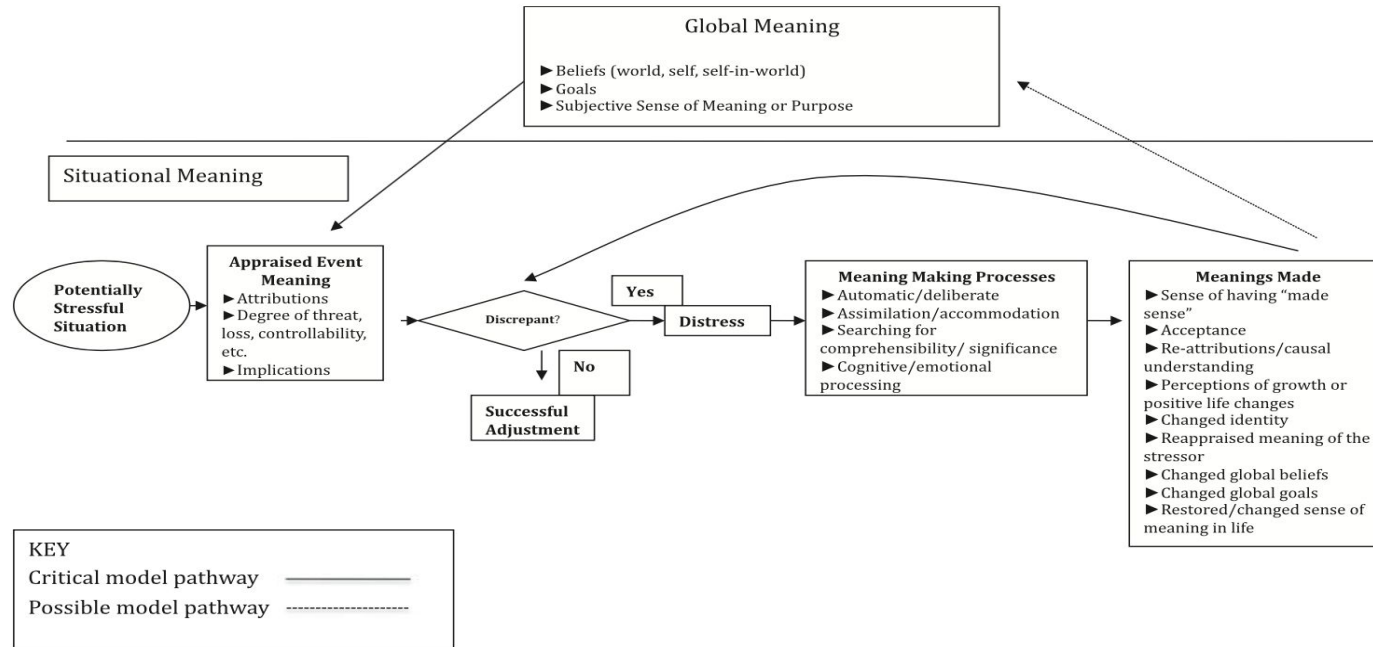 Global Meaning
►Beliefs (world, self, self-in-world)
►Goals
►Subjective Sense of Meaning or Purpose
Situational Meaning
Potentially
Stressful
Situation
Appraised Event
Meaning
►Attributions
►Degree of threat,
loss, controllability,
etc.
►Implications
Discrepant?
Yes
Distress
No
Successful
Adjustment
Meaning Making Processes
►Automatic/deliberate
►Assimilation/accommodation
►Searching for
comprehensibility/ significance
►Cognitive/emotional
processing
Meanings Made
►Sense of having “made
sense”
►Acceptance
►Re-attributions/causal
understanding
►Perceptions of growth or
positive life changes
►Changed identity
►Reappraised meaning of the
stressor
►Changed global beliefs
►Changed global goals
►Restored/changed sense of
meaning in life
KEY
Critical model pathway
Possible model pathway